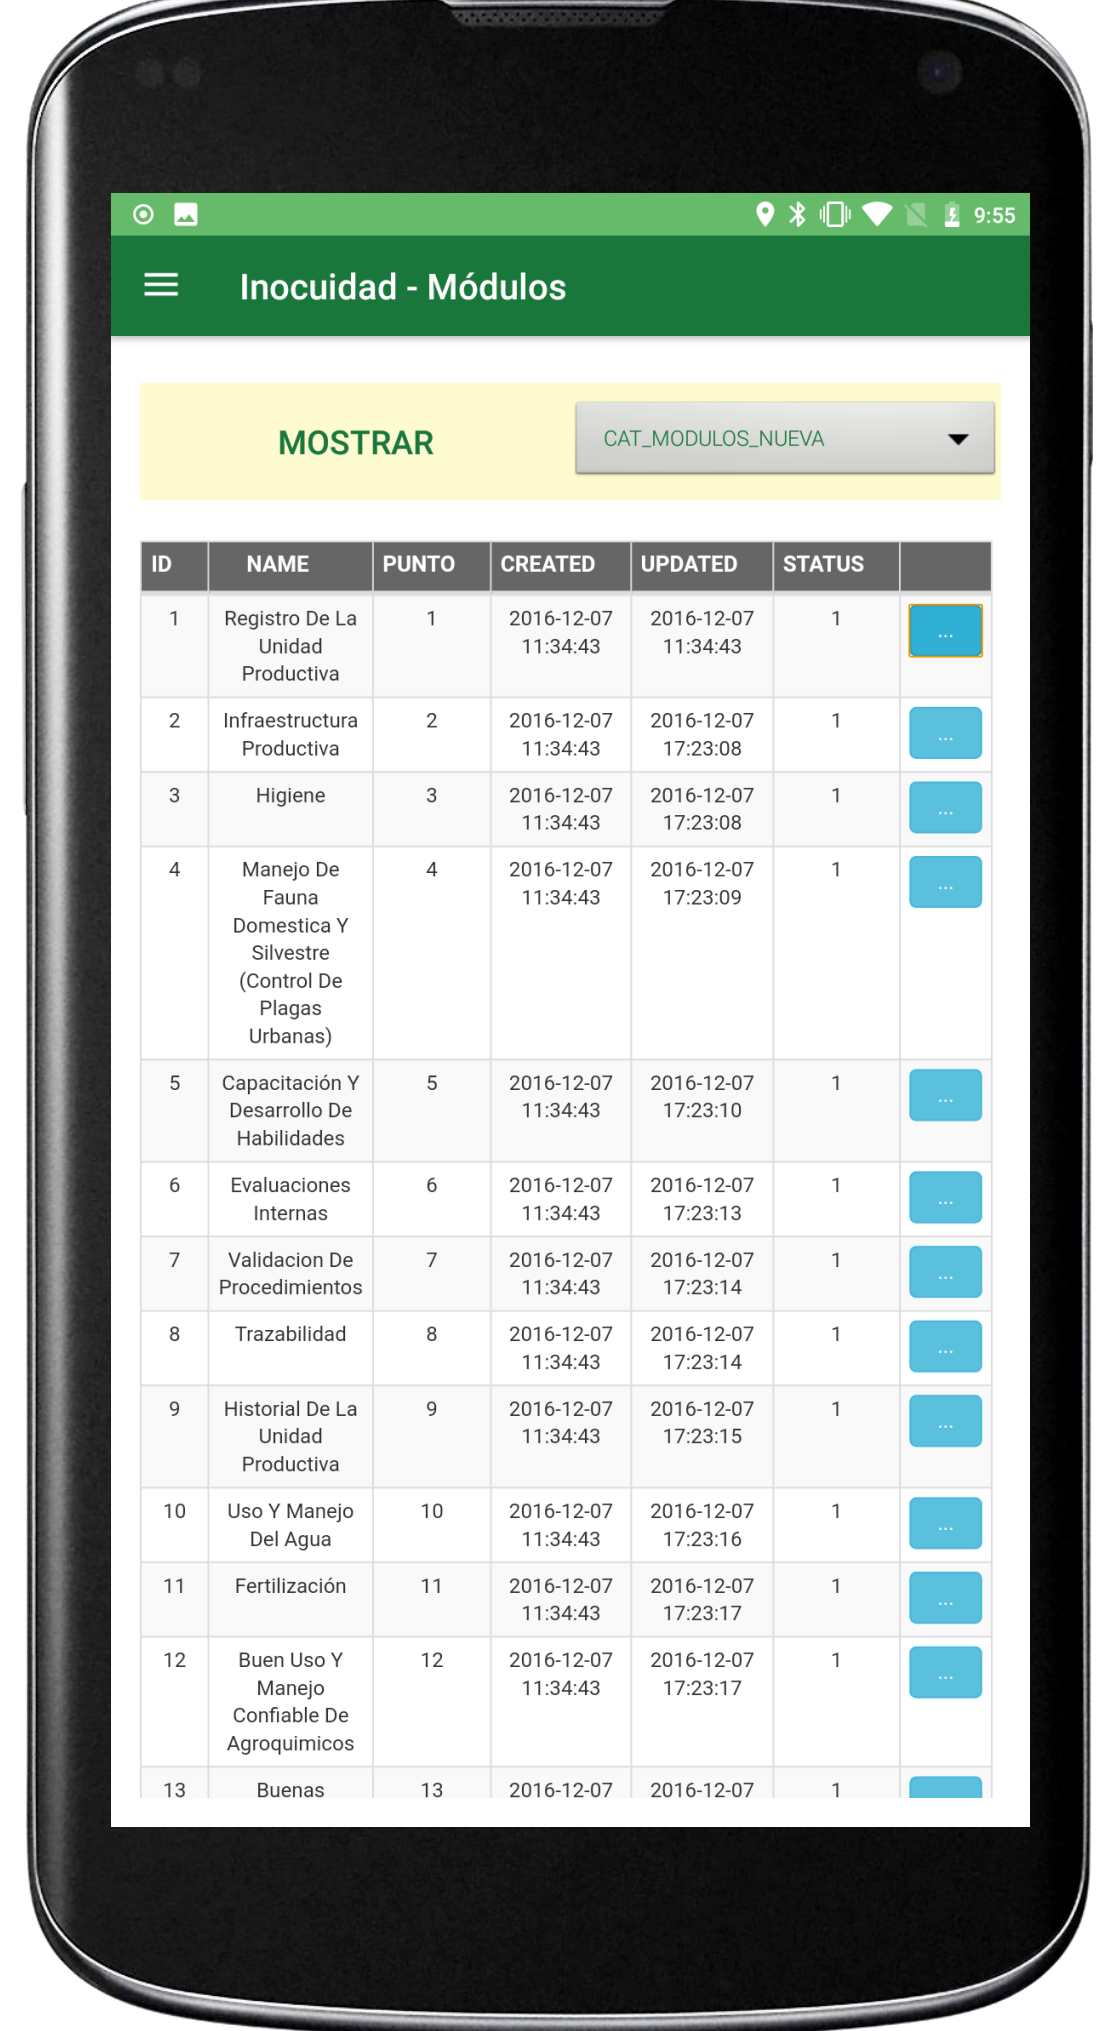 9:55
Inocuidad - Módulos
MOSTRAR
CAT_MODULOS_NUEVA
ID NAME PUNTO CREATED UPDATED STATUS
1 Registro De La 1 2016-12-07 2016-12-07 1 ...
Unidad 11:34:43 11:34:43
Productiva
2 Infraestructura 2 2016-12-07 2016-12-07 1 ...
Productiva 11:34:43 17:23:08
3 Higiene 3 2016-12-07 2016-12-07 1 ...
11:34:43 17:23:08
4 Manejo De 4 2016-12-07 2016-12-07 1 ...
Fauna 11:34:43 17:23:09
Domestica Y
Silvestre
(Control De
Plagas
Urbanas)
5 Capacitación Y 5 2016-12-07 2016-12-07 1 ...
Desarrollo De 11:34:43 17:23:10
Habilidades
6 Evaluaciones 6 2016-12-07 2016-12-07 1 ...
Internas 11:34:43 17:23:13
7 Validacion De 7 2016-12-07 2016-12-07 1 ...
Procedimientos 11:34:43 17:23:14
8 Trazabilidad 8 2016-12-07 2016-12-07 1 ...
11:34:43 17:23:14
9 Historial De La 9 2016-12-07 2016-12-07 1 ...
Unidad 11:34:43 17:23:15
Productiva
10 Uso Y Manejo 10 2016-12-07 2016-12-07 1 ...
Del Agua 11:34:43 17:23:16
11 Fertilización 11 2016-12-07 2016-12-07 1 ...
11:34:43 17:23:17
12 Buen Uso Y 12 2016-12-07 2016-12-07 1 ...
Manejo 11:34:43 17:23:17
Confiable De
Agroquimicos
13 Buenas 13 2016-12-07 2016-12-07 1